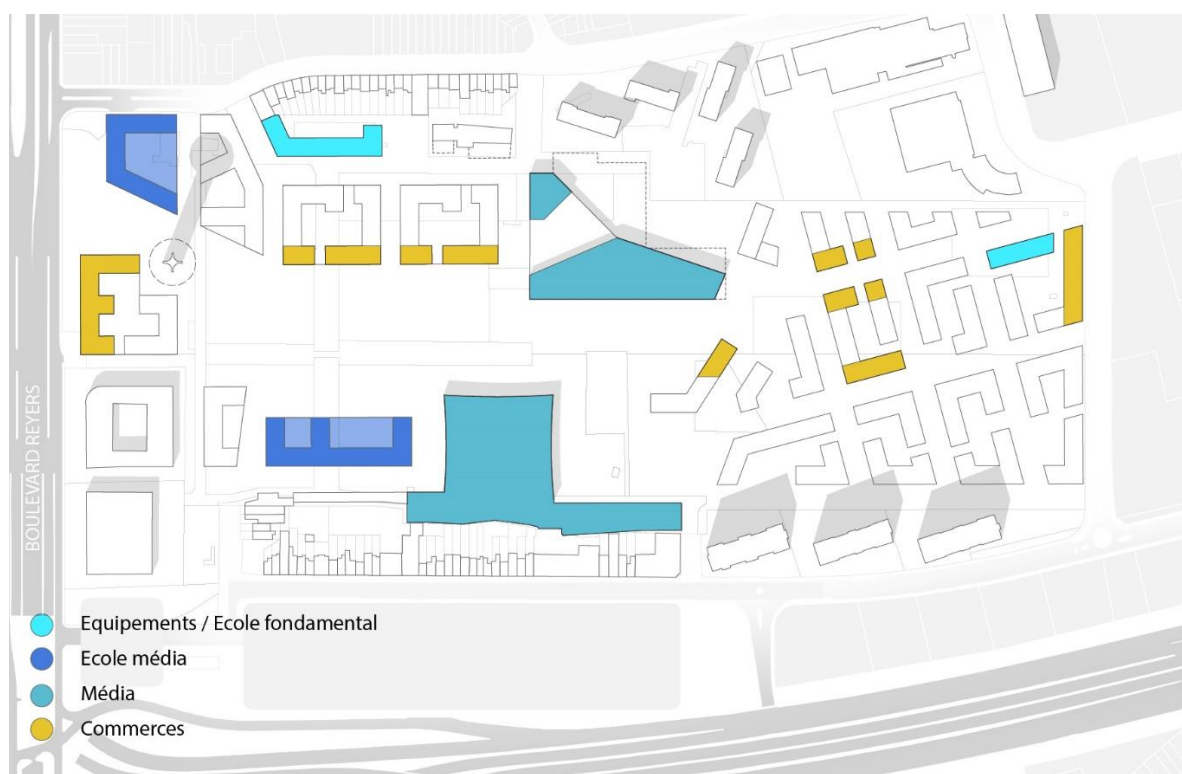 BOULEVARD REYERS
Equipements / Ecole fondamental
Ecole média
Média
Commerces